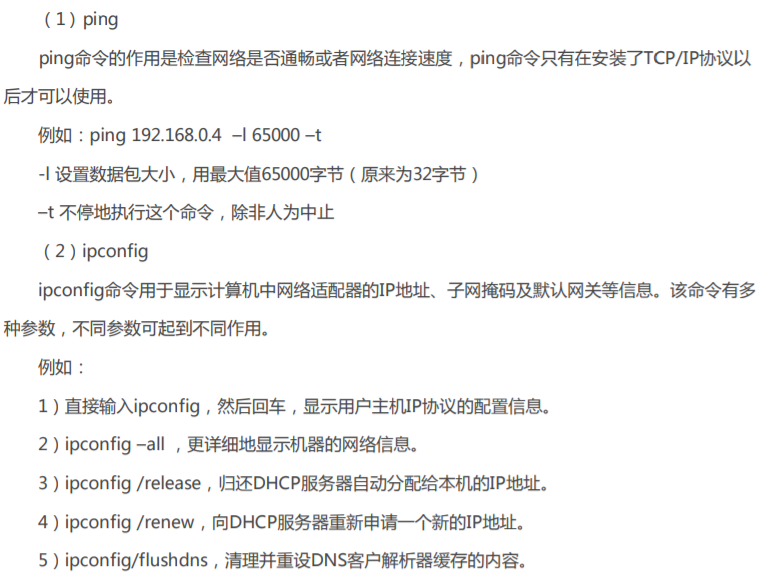 （1）ping
ping命令的作用是检查网络是否通畅或者网络连接速度，ping命令只有在安装了TCP/IP协议以
后才可以使用。
例如：ping 192.168.0.4  –l 65000 –t
-l 设置数据包大小，用最大值65000字节（原来为32字节）
–t 不停地执行这个命令，除非人为中止
（2）ipconfig
ipconfig命令用于显示计算机中网络适配器的IP地址、子网掩码及默认网关等信息。该命令有多
种参数，不同参数可起到不同作用。
例如：
1）直接输入ipconfig，然后回车，显示用户主机IP协议的配置信息。
2）ipconfig –all ，更详细地显示机器的网络信息。
3）ipconfig /release，归还DHCP服务器自动分配给本机的IP地址。
4）ipconfig /renew，向DHCP服务器重新申请一个新的IP地址。
5）ipconfig/flushdns，清理并重设DNS客户解析器缓存的内容。